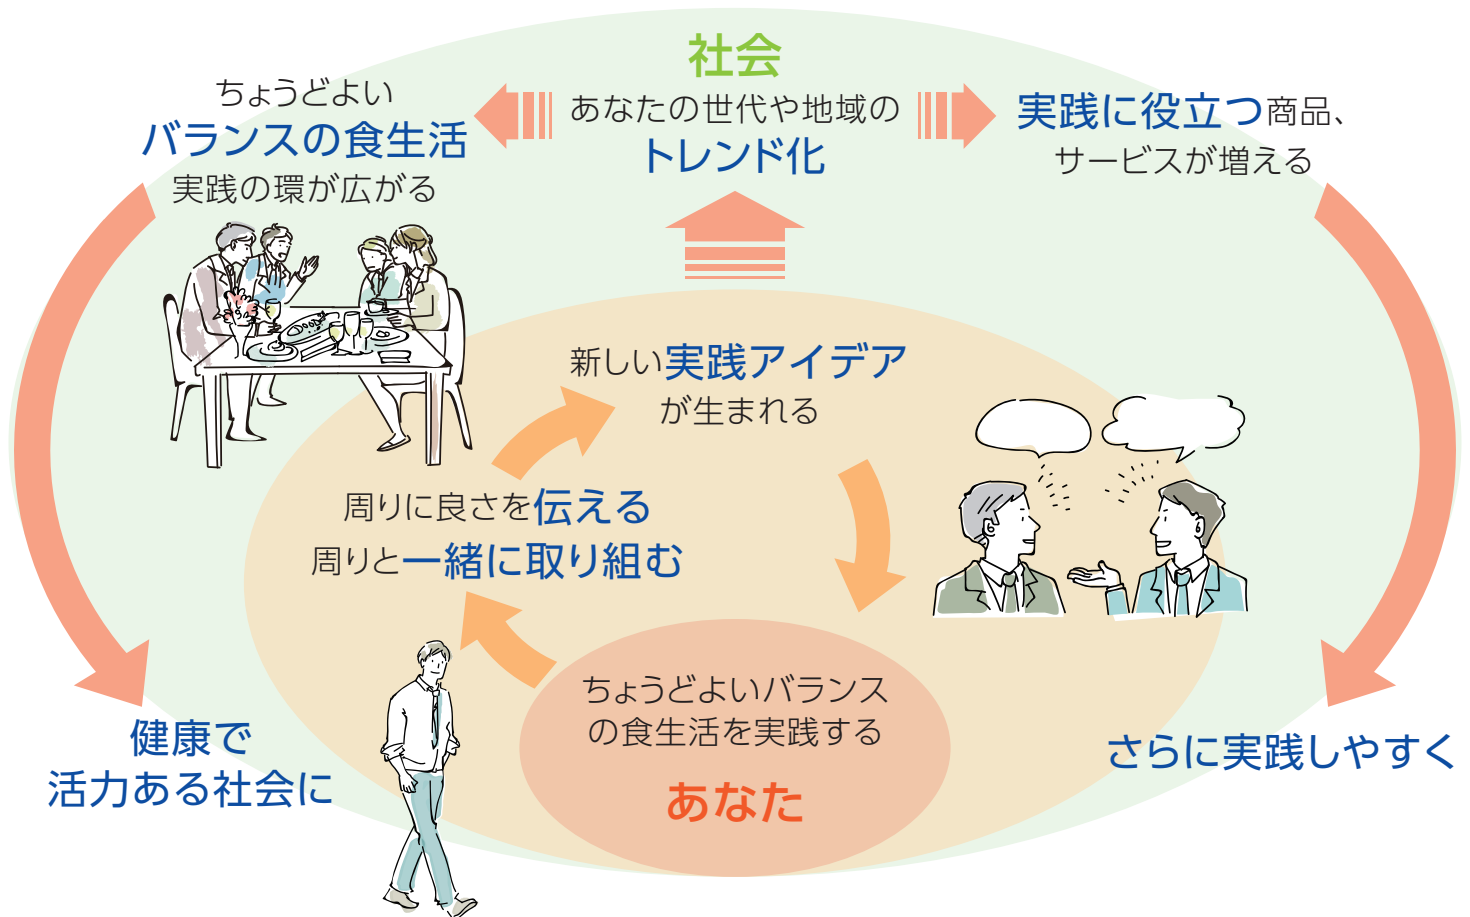 社会
あなたの世代や地域の
トレンド化
ちょうどよい
バランスの食生活
実践の環が広がる
実践に役立つ商品、
サービスが増える
新しい実践アイデア
が生まれる
周りに良さを伝える
周りと一緒に取り組む
ちょうどよいバランス
の食生活を実践する
あなた
健康で
活力ある社会に
さらに実践しやすく